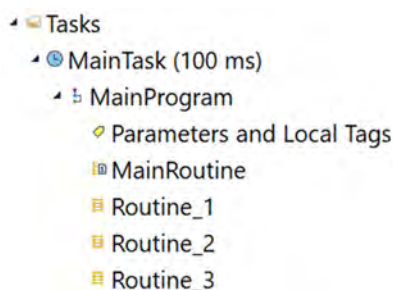 Tasks
MainTask (100 ms)
MainProgram
Parameters and Local Tags
MainRoutine
Routine_1
Routine_2
Routine_3